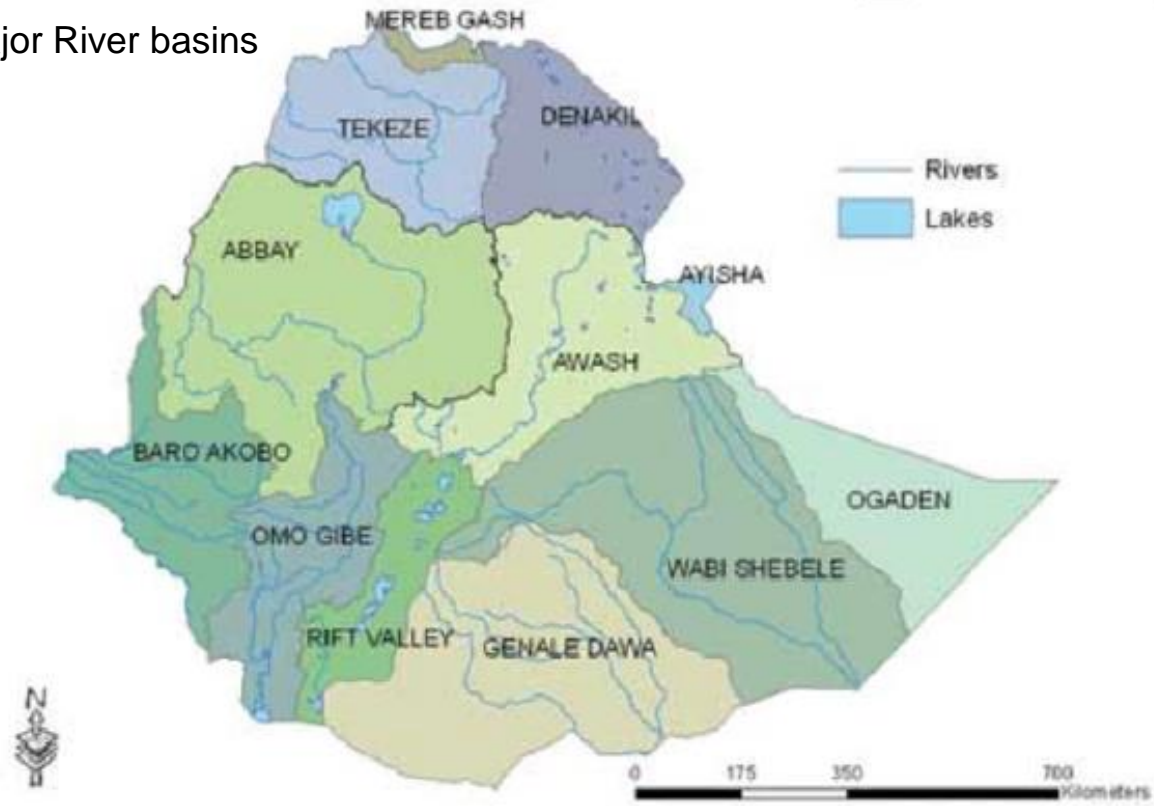 jor River basins
MEREB GASH
TEKEZE
DENAKIL
Rivers
Lakes
ABBAY
AYISHA
AWASH
BARO AKOBO
OGADEN
OMO GIBE
WABI SHEBELE
RIFT VALLEY
GENALE DAWA
N
0 175 350 700
Kilometers